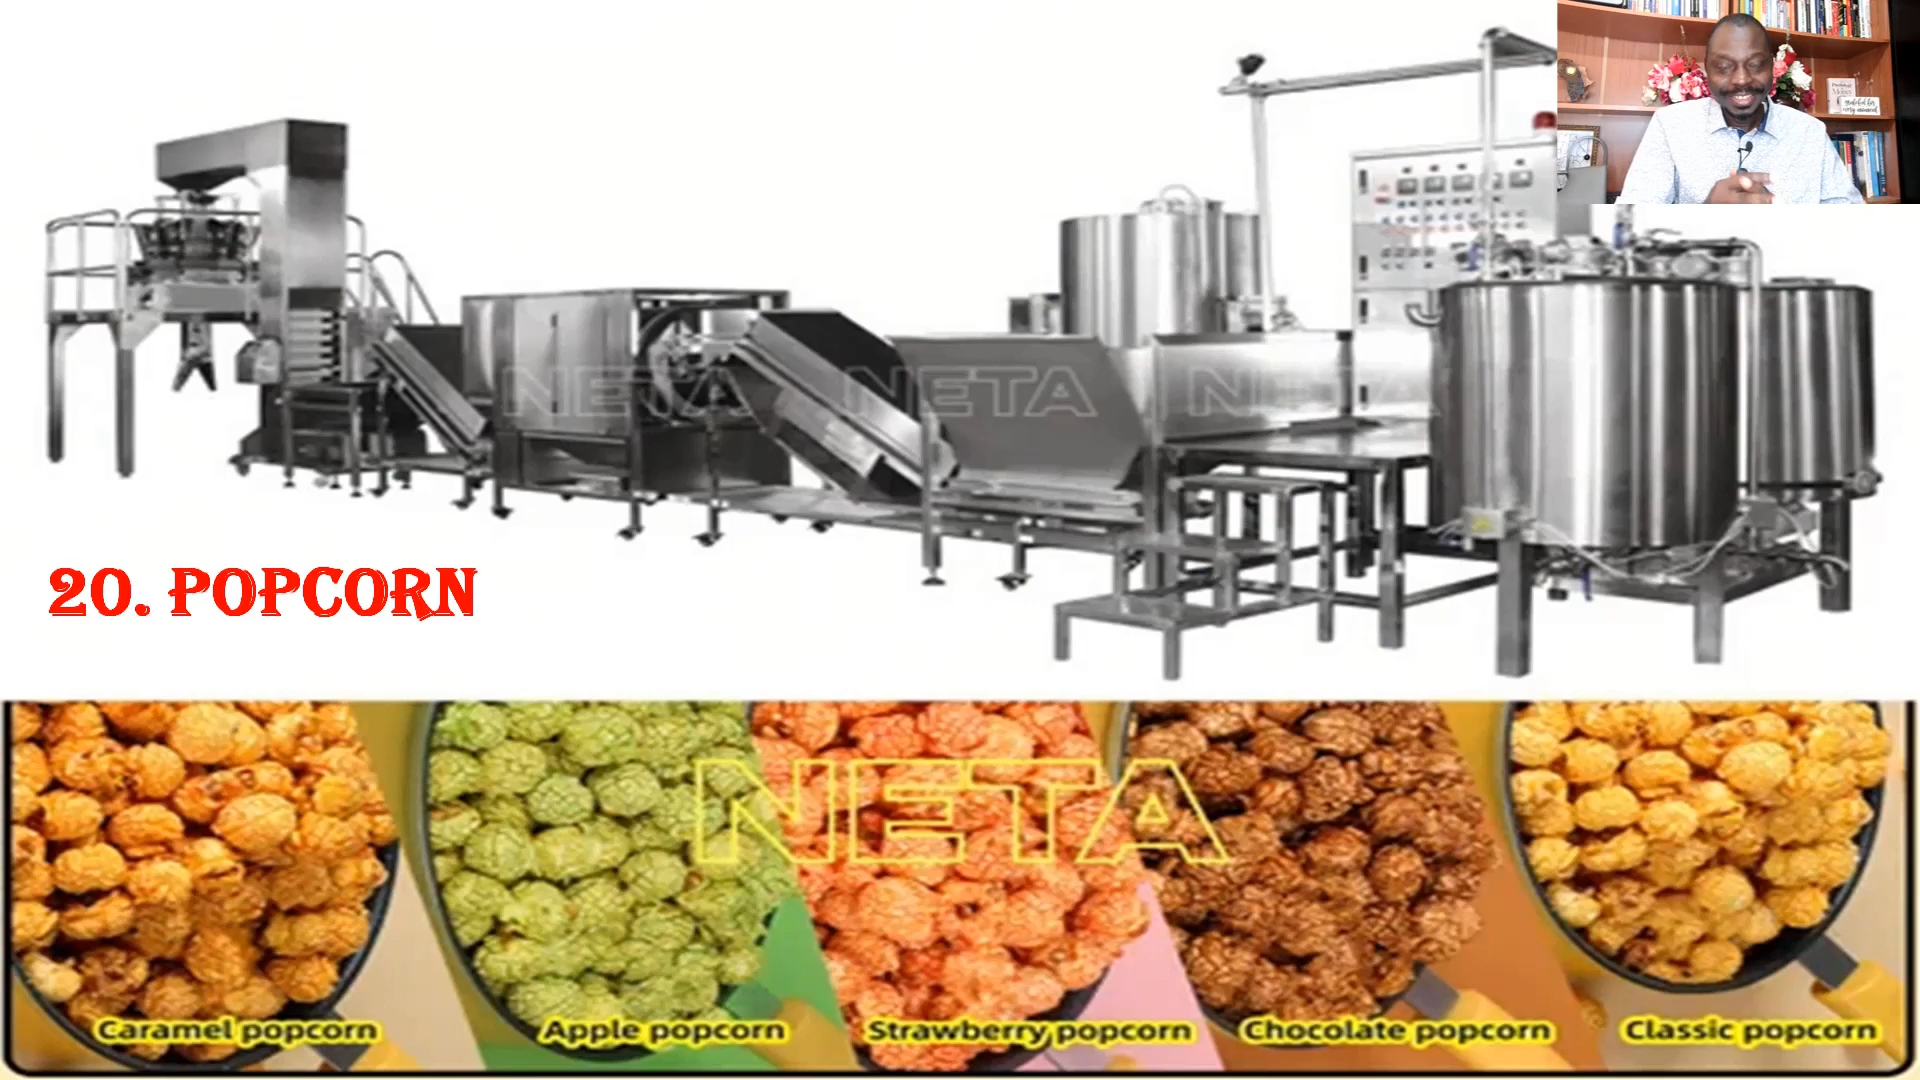 NETA NETA NETA
20. POPCORN
NETA
Caramel popcorn
Apple popcorn
Strawberry popcorn
Chocolate popcorn
Classic popcorn